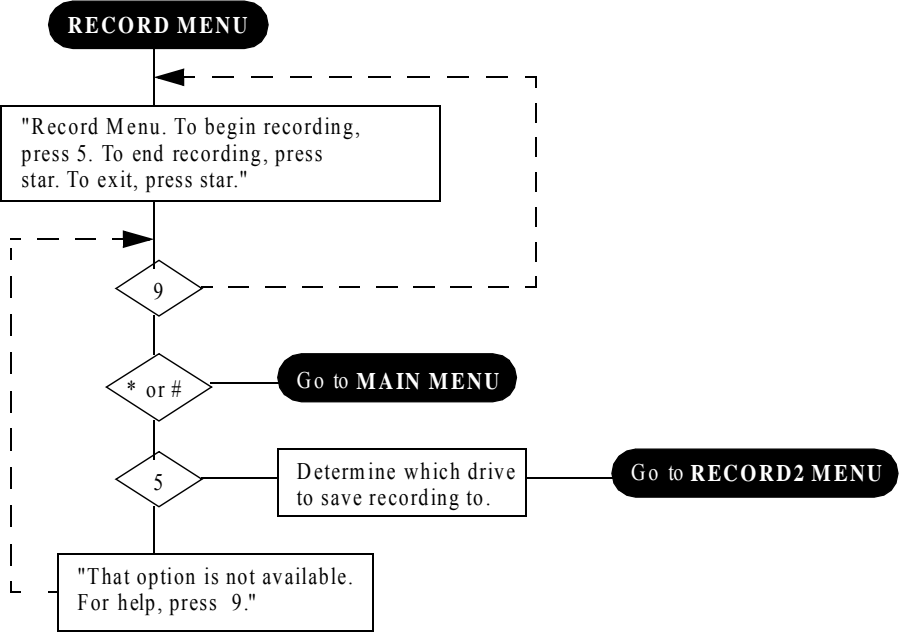 RECORD MENU
"Record Menu. To begin recording,
press 5. To end recording, press
star. To exit, press star."
9
* or #
Go to MAIN MENU
5
Determine which drive
to save recording to.
Go to RECORD2 MENU
"That option is not available.
For help, press 9."